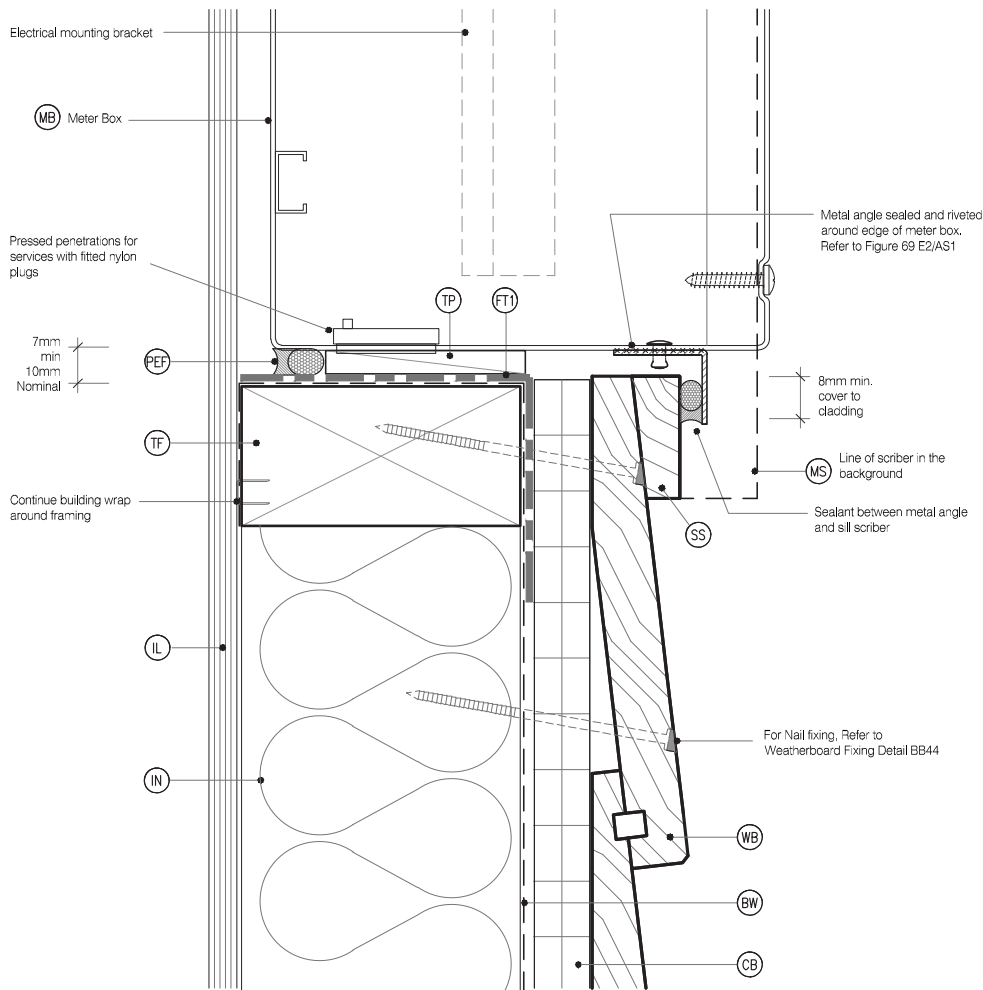 Electrical mounting bracket
MB Meter Box
Metal angle sealed and riveted
around edge of meter box.
Refer to Figure 69 E2/AS1
Pressed penetrations for
services with fitted nylon
plugs
TP
FT1
7mm
min
10mm
Nominal
PEF
8mm min.
cover to
cladding
TF
MS
Line of scriber in the
background
Continue building wrap
around framing
Sealant between metal angle
and sill scriber
SS
IL
For Nail fixing, Refer to
Weatherboard Fixing Detail BB44
IN
WB
BW
CB